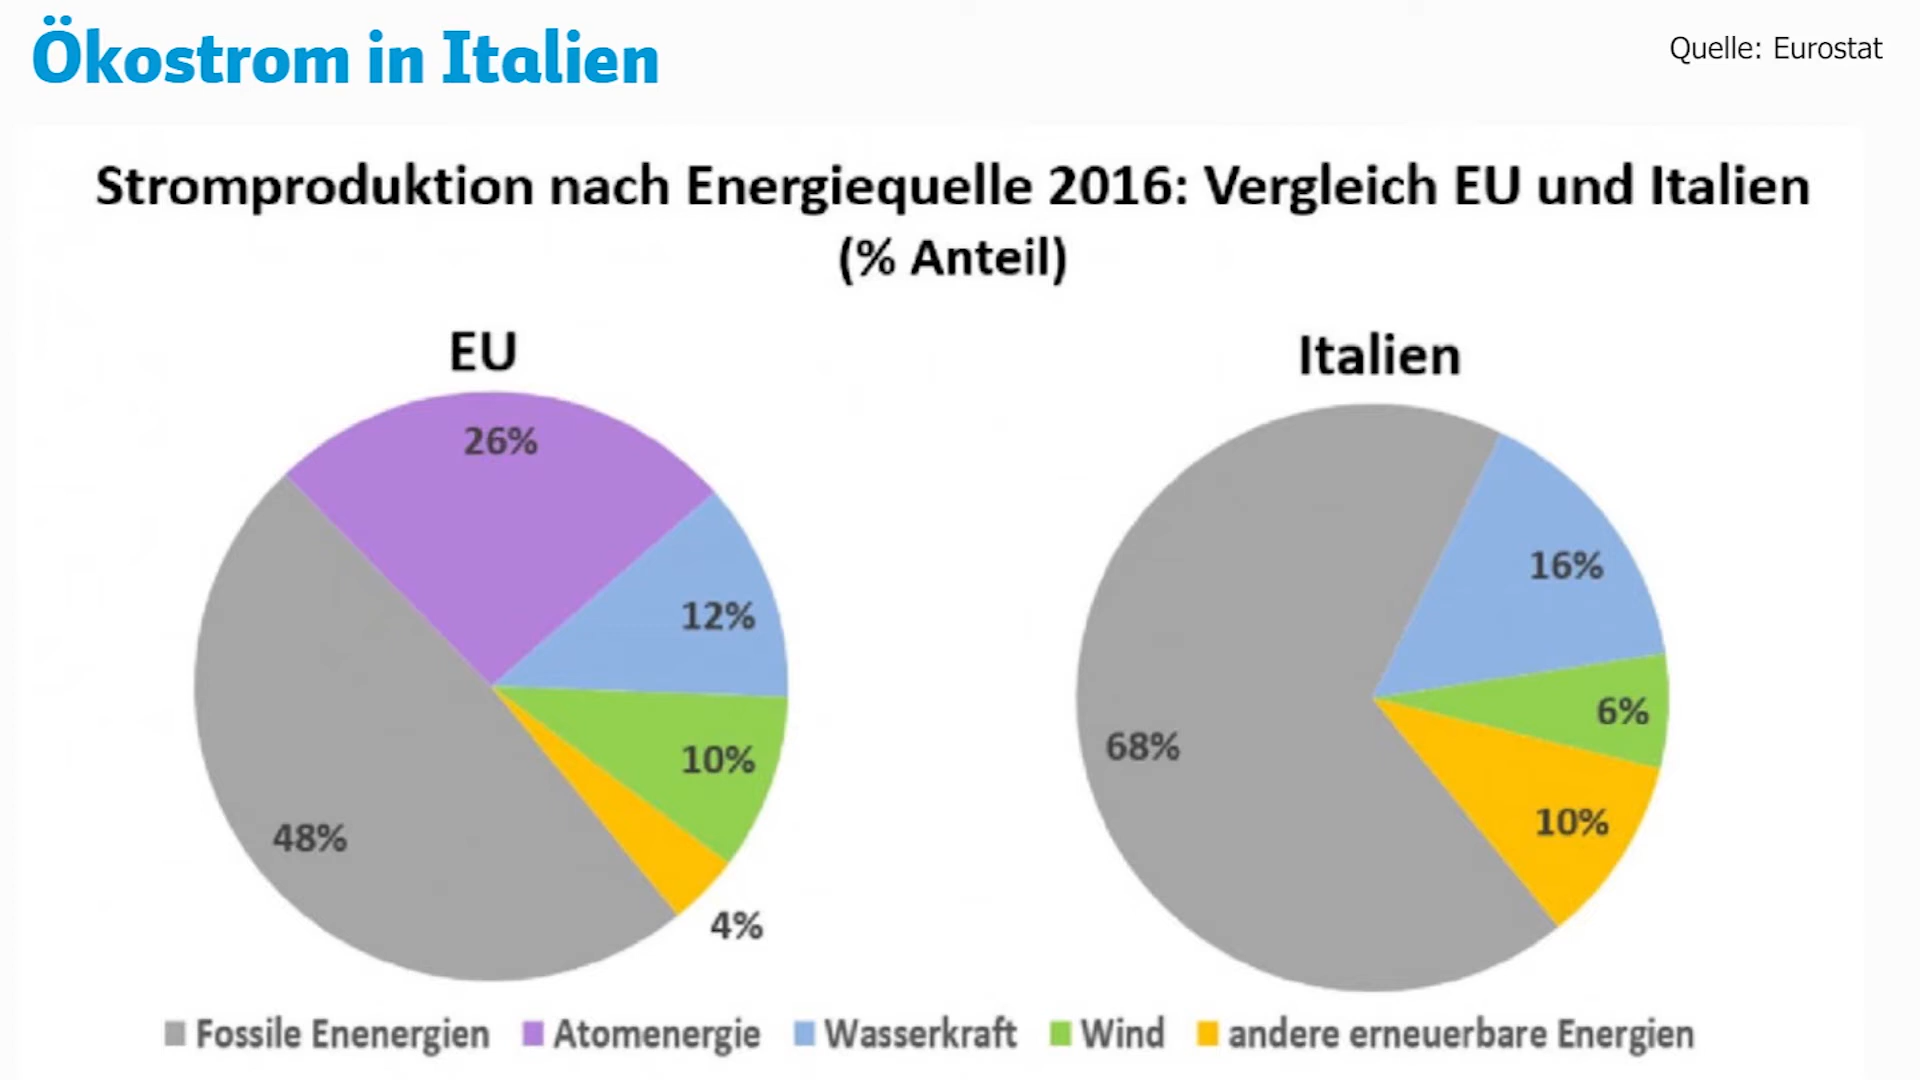 Ökostrom in Italien
Quelle: Eurostat
Stromproduktion nach Energiequelle 2016: Vergleich EU und Italien
(% Anteil)
EU
26%
12%
10%
4%
48%
Italien
16%
6%
10%
68%
Fossile Enenergien Atomenergie Wasserkraft Wind andere erneuerbare Energien